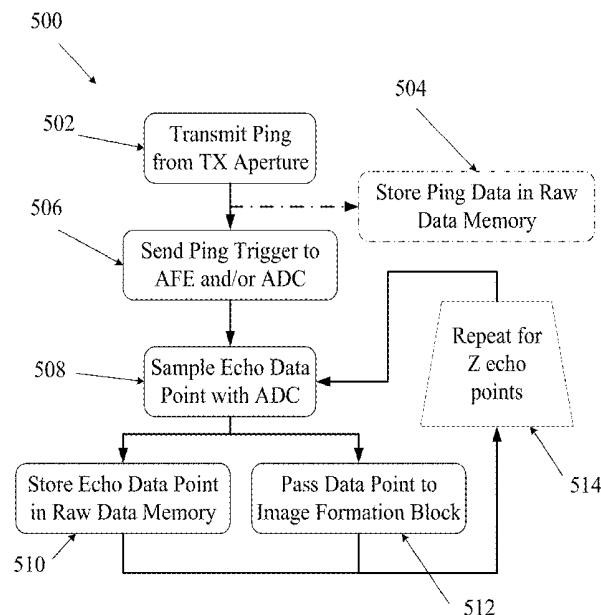 500
502
Transmit Ping
from TX Aperture
504
Store Ping Data in Raw
Data Memory
506
Send Ping Trigger to
AFE and/or ADC
508
Sample Echo Data
Point with ADC
Repeat for
Z echo
points
514
Store Echo Data Point
in Raw Data Memory
510
Pass Data Point to
Image Formation Block
512